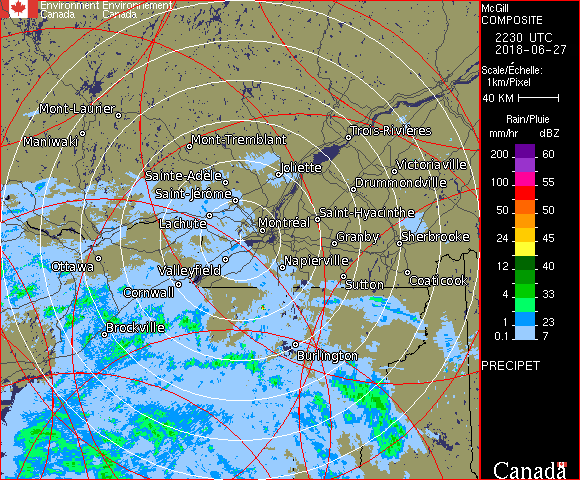 Environment Environnement
Canada Canada
McGill
COMPOSITE
2230 UTC
2018-06-27
Scale/Échelle:
1km/Pixel
40 KM
Rain/Pluie
mm/hr dBZ
200 60
100 55
50 50
24 45
12 40
4 33
1 23
0.1 7
PRECIPET
Mont-Laurier
Maniwaki
Mont-Tremblant
Trois-Rivières
Sainte-Adèle
Joliette
Victoriaville
Saint-Jérôme
Drummondville
Lachute
Montréal
Saint-Hyacinthe
Granby
Sherbrooke
Ottawa
Valleyfield
Napierville
Cornwall
Sutton
Coaticook
Brockville
Burlington
Canada